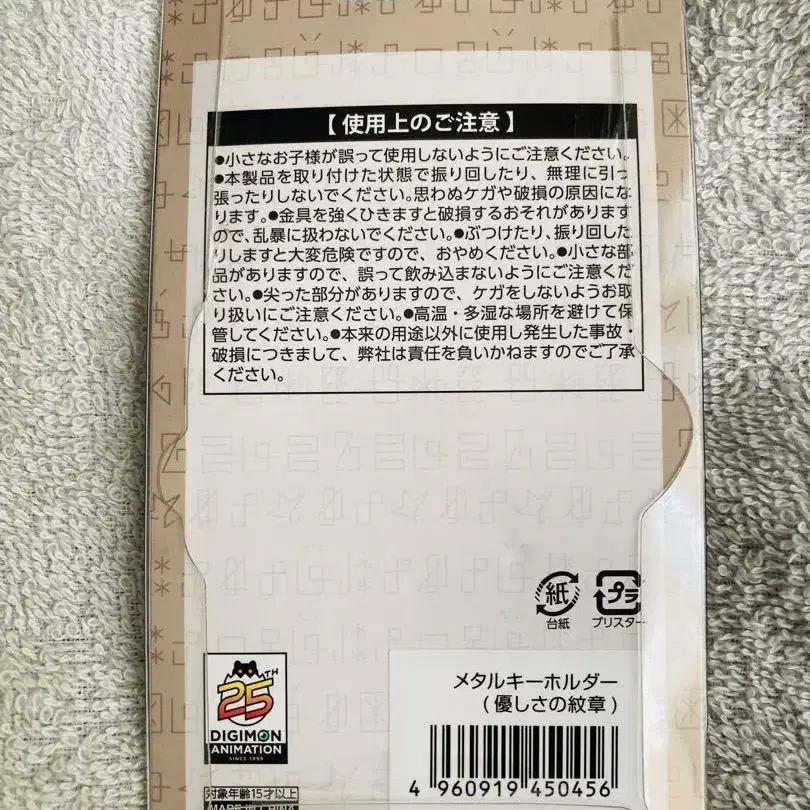 【使用上のご注意】
●小さなお子様が誤って使用しないようにご注意ください。
●本製品を取り付けた状態で振り回したり、無理に引っ
張ったりしないでください。思わぬケガや破損の原因にな
ります。●金具を強くひきますと破損するおそれがあります
ので、乱暴に扱わないでください。●ぶつけたり、振り回した
りしますと大変危険ですので、おやめください。●小さな部
品がありますので、誤って飲み込まないようにご注意くだ
さい。●尖った部分がありますので、ケガをしないようお取
り扱いにご注意ください。●高温・多湿な場所を避けて保
管してください。●本来の用途以外に使用し発生した事故・
破損につきまして、弊社は責任を負いかねますのでご了承
ください。
紙
台紙
プラ
ブリスター
25TH
DIGIMON
ANIMATION
SINCE 1999
メタルキーホルダー
(優しさの紋章)
4 960919 450456
対象年齢15才以上
MADE IN CHINA